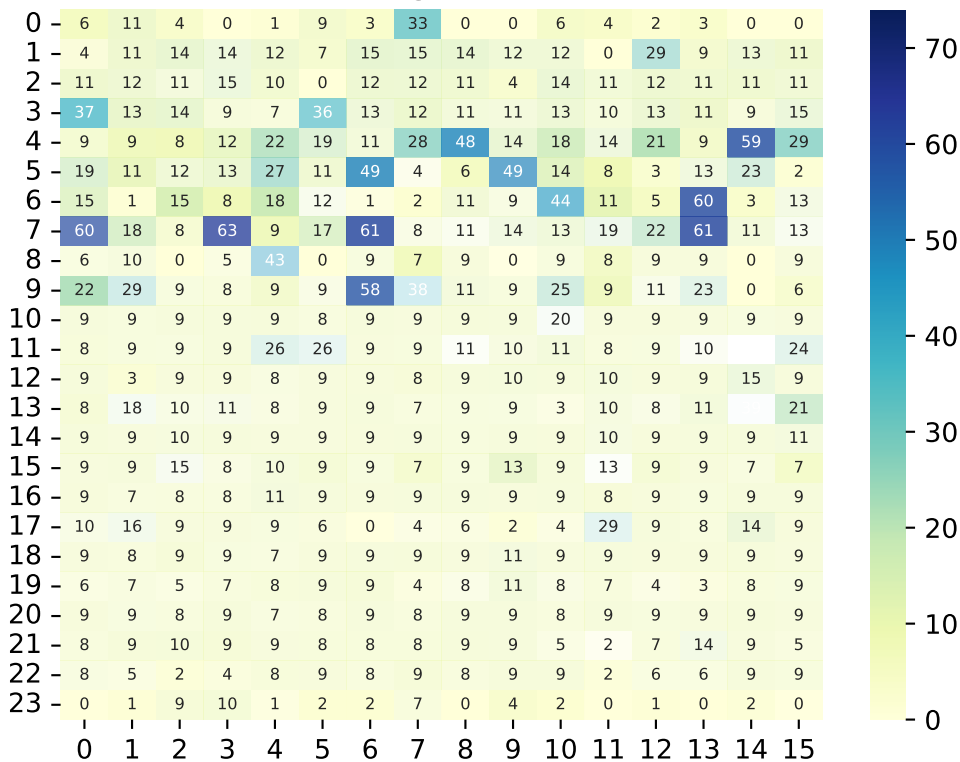 0 6 11 4 0 1 9 3 33 0 0 6 4 2 3 0 0
1 4 11 14 14 12 7 15 15 14 12 12 0 29 9 13 11
2 11 12 11 15 10 0 12 12 11 4 14 11 12 11 11 11
3 37 13 14 9 7 36 13 12 11 11 13 10 13 11 9 15
4 9 9 8 12 22 19 11 28 48 14 18 14 21 9 59 29
5 19 11 12 13 27 11 49 4 6 49 14 8 3 13 23 2
6 15 1 15 8 18 12 1 2 11 9 44 11 5 60 3 13
7 60 18 8 63 9 17 61 8 11 14 13 19 22 61 11 13
8 6 10 0 5 43 0 9 7 9 0 9 8 9 9 0 9
9 22 29 9 8 9 9 58 38 11 9 25 9 11 23 0 6
10 9 9 9 9 9 8 9 9 9 9 20 9 9 9 9 9
11 8 9 9 9 26 26 9 9 11 10 11 8 9 10 24
12 9 3 9 9 8 9 9 8 9 10 9 10 9 9 15 9
13 8 18 10 11 8 9 9 7 9 9 3 10 8 11 21
14 9 9 10 9 9 9 9 9 9 9 9 10 9 9 9 11
15 9 9 15 8 10 9 9 7 9 13 9 13 9 9 7 7
16 9 7 8 8 11 9 9 9 9 9 9 8 9 9 9 9
17 10 16 9 9 9 6 0 4 6 2 4 29 9 8 14 9
18 9 8 9 9 7 9 9 9 9 11 9 9 9 9 9 9
19 6 7 5 7 8 9 9 4 8 11 8 7 4 3 8 9
20 9 9 8 9 7 8 9 8 9 9 8 9 9 9 9 9
21 8 9 10 9 9 8 8 8 9 9 5 2 7 14 9 5
22 8 5 2 4 8 9 8 9 8 9 9 2 6 6 9 9
23 0 1 9 10 1 2 2 7 0 4 2 0 1 0 2 0
0 1 2 3 4 5 6 7 8 9 10 11 12 13 14 15
70
60
50
40
30
20
10
0